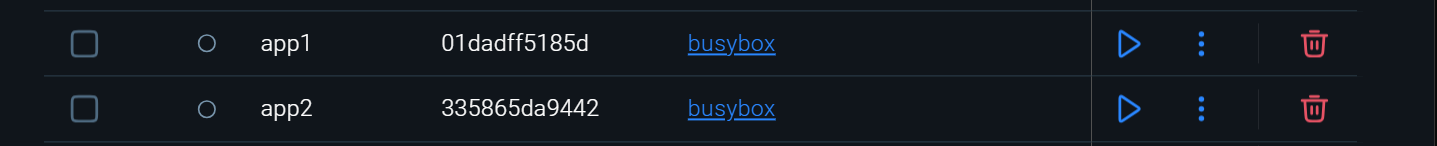 app1 01dadff5185d busybox
app2 335865da9442 busybox